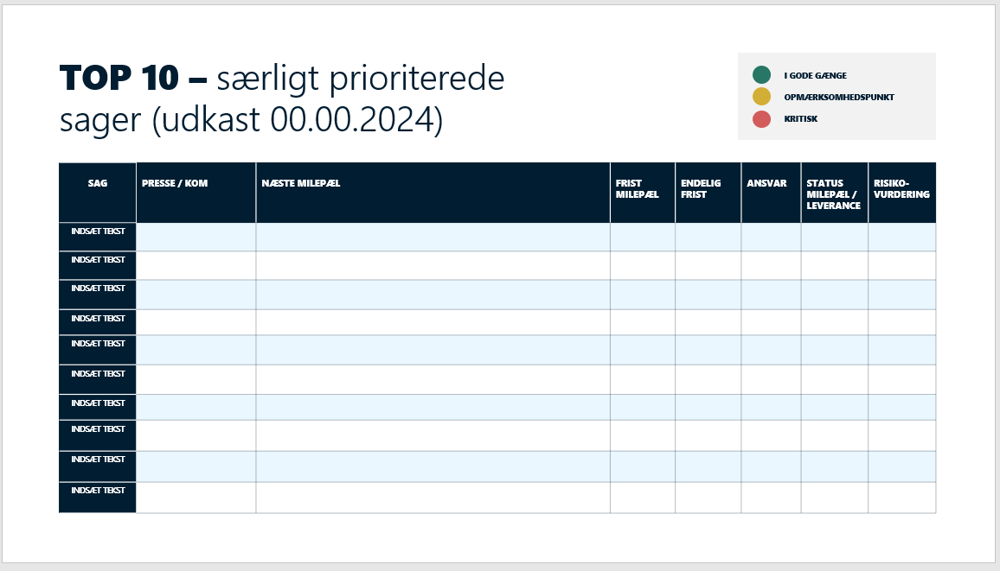 TOP 10 – særligt prioriterede
sager (udkast 00.00.2024)
I GODE GÆNGE
OPMÆRKSOMHEDSPUNKT
KRITISK
SAG
PRESSE / KOM
NÆSTE MILEPÆL
FRIST
MILEPÆL
ENDELIG
FRIST
ANSVAR
STATUS
MILEPÆL /
LEVERANCE
RISIKO-
VURDERING
INDSÆT TEKST
INDSÆT TEKST
INDSÆT TEKST
INDSÆT TEKST
INDSÆT TEKST
INDSÆT TEKST
INDSÆT TEKST
INDSÆT TEKST
INDSÆT TEKST
INDSÆT TEKST